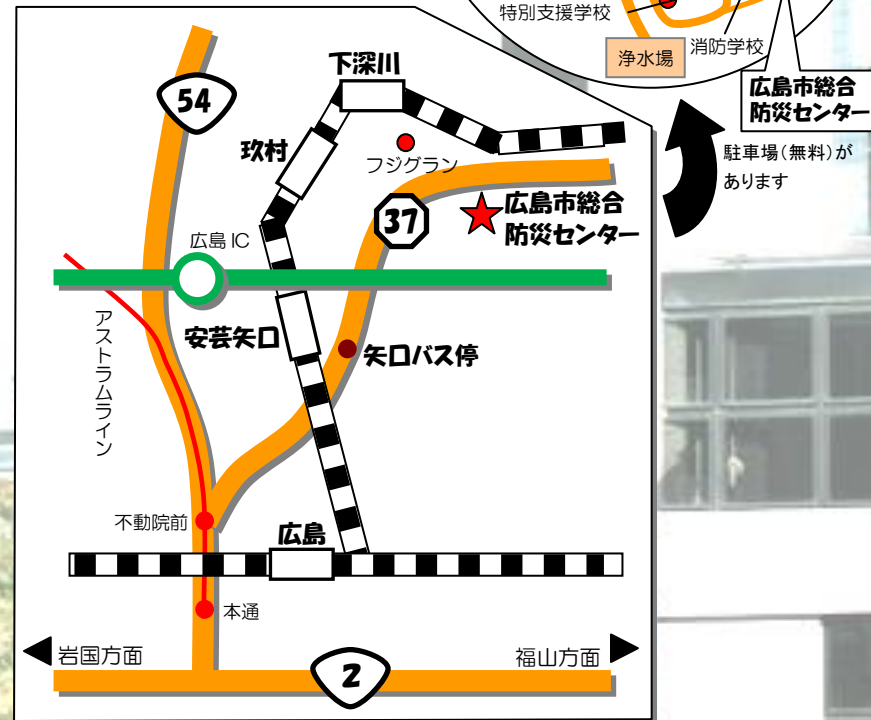 特別支援学校
浄水場
消防学校
広島市総合
防災センター
駐車場(無料)が
あります
54
下深川
玖村
フジグラン
37
広島市総合
防災センター
広島 IC
安芸矢口
矢口バス停
アストラムライン
不動院前
広島
本通
岩国方面
福山方面
2